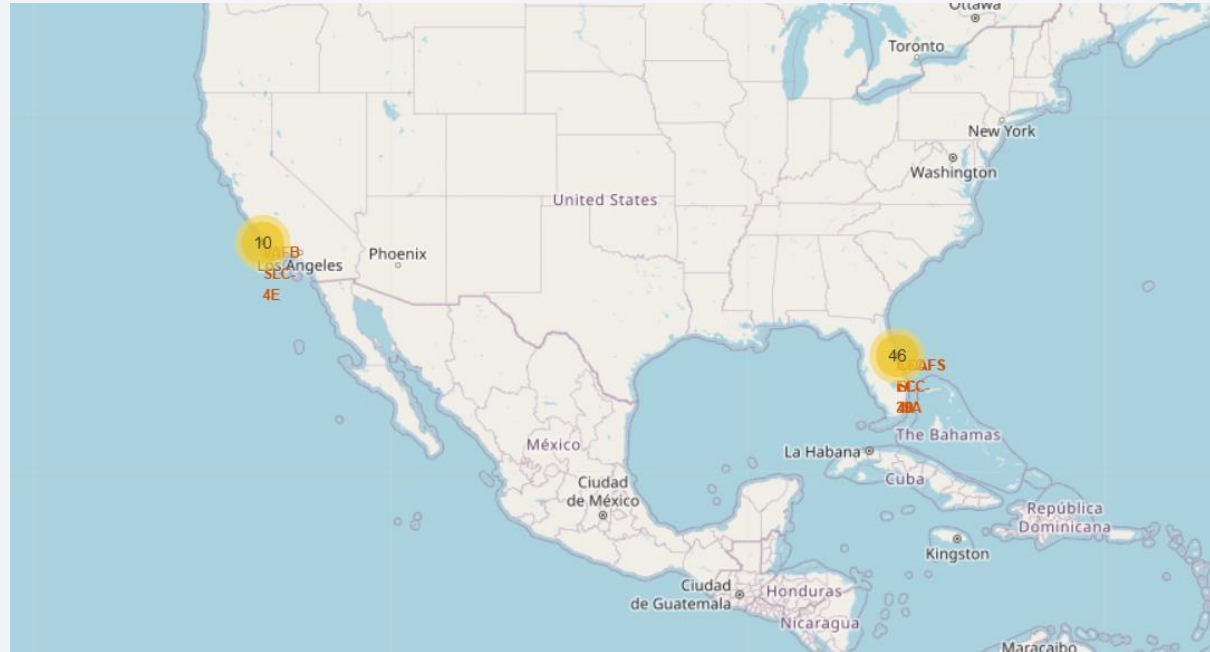 Ottawa
Toronto
New York
Washington
United States
10
Phoenix
Los Angeles
VAFB
SLC-
4E
46
The Bahamas
México
La Habana
Cuba
Ciudad
de México
República
Dominicana
Kingston
Ciudad
de Guatemala
Honduras
Nicaragua
Maracaibo